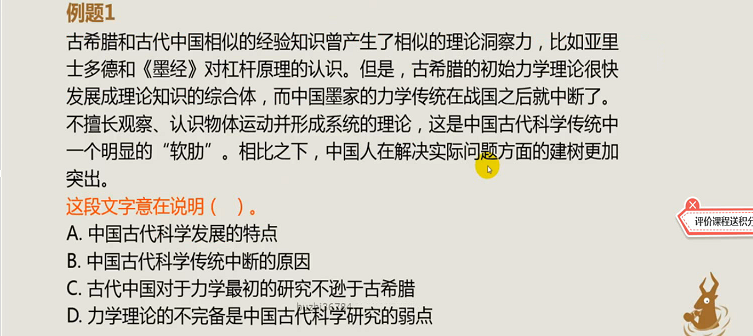 例题1
古希腊和古代中国相似的经验知识曾产生了相似的理论洞察力，比如亚里
士多德和《墨经》对杠杆原理的认识。但是，古希腊的初始力学理论很快
发展成理论知识的综合体，而中国墨家的力学传统在战国之后就中断了。
不擅长观察、认识物体运动并形成系统的理论，这是中国古代科学传统中
一个明显的“软肋”。相比之下，中国人在解决实际问题方面的建树更加
突出。
这段文字意在说明（　）。
A. 中国古代科学发展的特点
B. 中国古代科学传统中断的原因
C. 古代中国对于力学最初的研究不逊于古希腊
D. 力学理论的不完备是中国古代科学研究的弱点
评价课程送积分